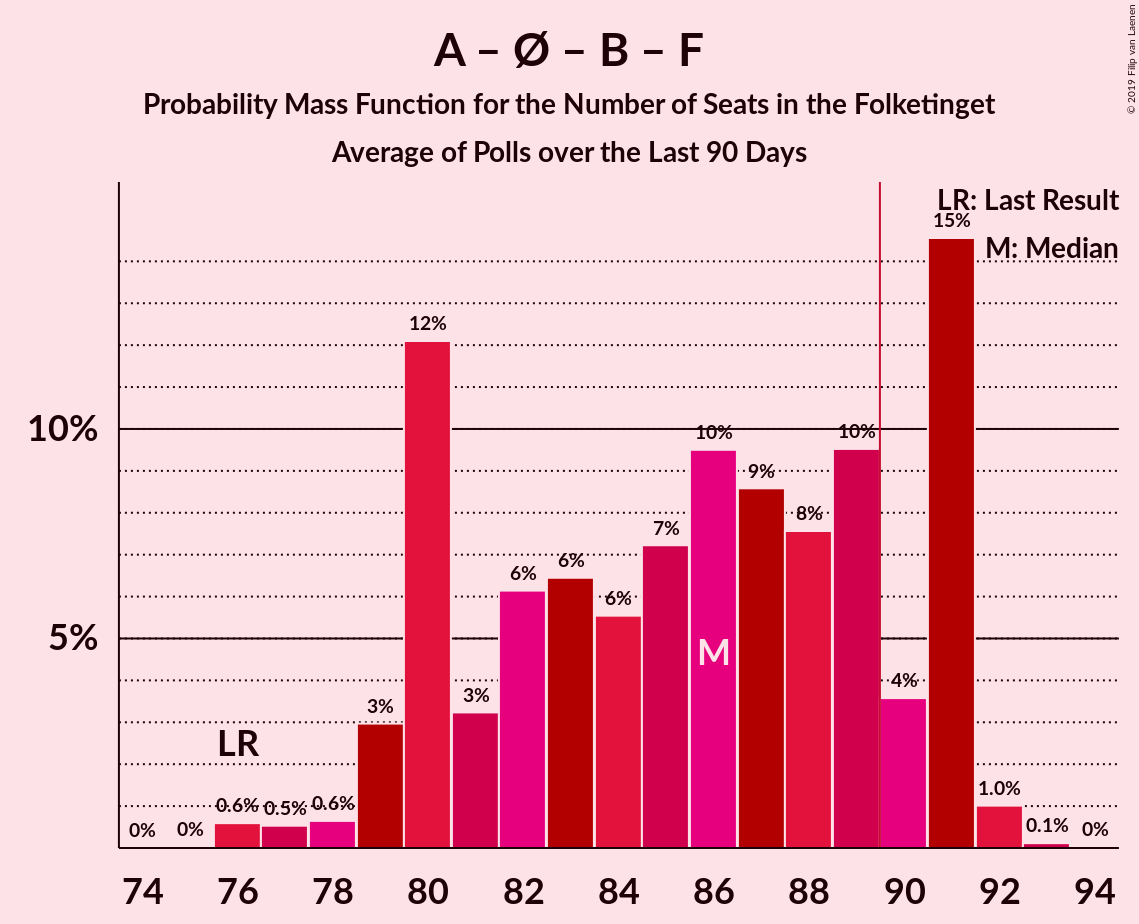 A – Ø – B – F
Probability Mass Function for the Number of Seats in the Folketinget
Average of Polls over the Last 90 Days
© 2019 Filip van Laenen
LR: Last Result
M: Median
15%
12%
10%
10%
10%
9%
8%
7%
6%
6%
6%
5%
M
4%
3%
3%
LR
0% 0% 0.6% 0.5% 0.6% 1.0% 0.1% 0%
74 76 78 80 82 84 86 88 90 92 94